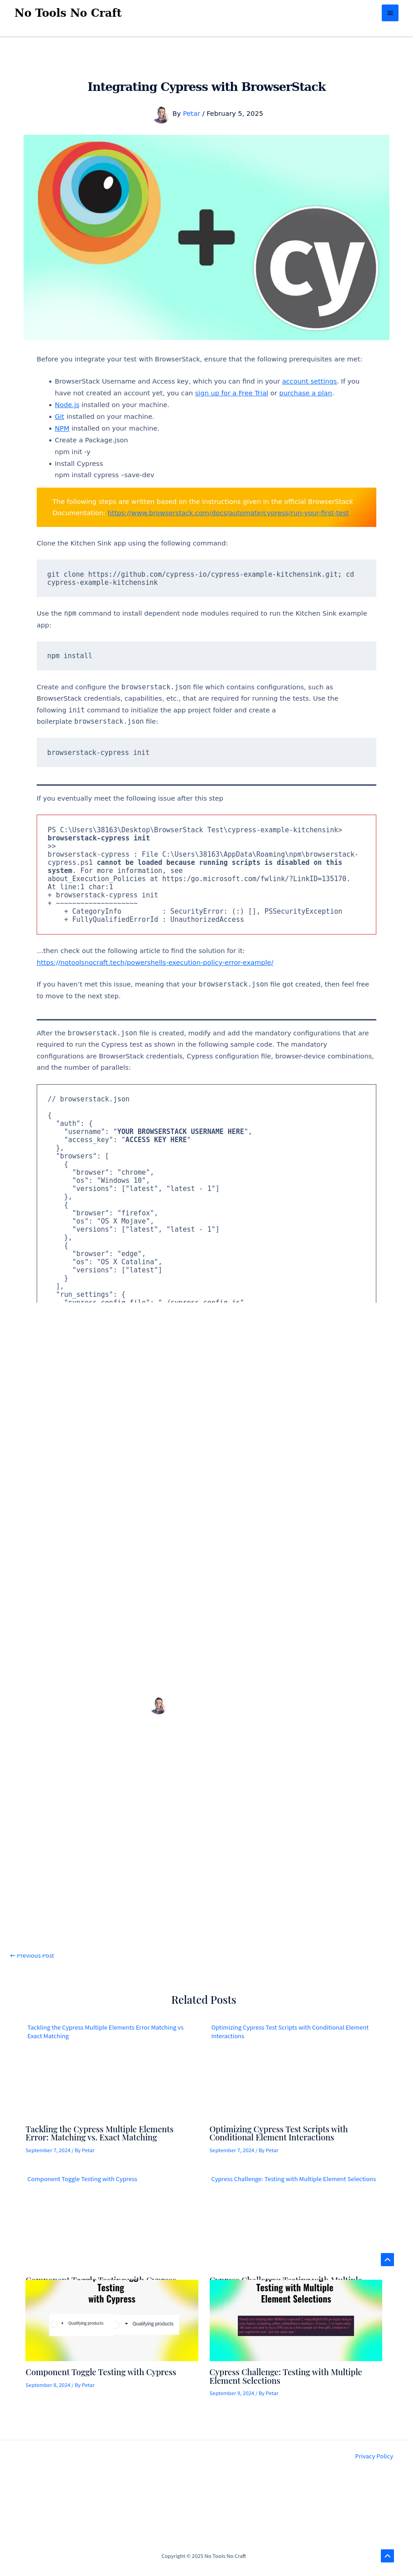 No Tools No Craft
Integrating Cypress with BrowserStack
By Petar / February 5, 2025
cy
Before you integrate your test with BrowserStack, ensure that the following prerequisites are met:
• BrowserStack Username and Access key, which you can find in your account settings. If you
have not created an account yet, you can sign up for a Free Trial or purchase a plan.
• Node.js installed on your machine.
• Git installed on your machine.
• NPM installed on your machine.
• Create a Package.json
npm init -y
• Install Cypress
npm install cypress –save-dev
The following steps are written based on the instructions given in the official BrowserStack
Documentation: https://www.browserstack.com/docs/automate/cypress/run-your-first-test
Clone the Kitchen Sink app using the following command:
git clone https://github.com/cypress-io/cypress-example-kitchensink.git; cd
cypress-example-kitchensink
Use the npm command to install dependent node modules required to run the Kitchen Sink example
app:
npm install
Create and configure the browserstack.json file which contains configurations, such as
BrowserStack credentials, capabilities, etc., that are required for running the tests. Use the
following init command to initialize the app project folder and create a
boilerplate browserstack.json file:
browserstack-cypress init
If you eventually meet the following issue after this step
PS C:\Users\38163\Desktop\BrowserStack Test\cypress-example-kitchensink>
browserstack-cypress init
>>
browserstack-cypress : File C:\Users\38163\AppData\Roaming\npm\browserstack-
cypress.ps1 cannot be loaded because running scripts is disabled on this
system. For more information, see
about_Execution_Policies at https:/go.microsoft.com/fwlink/?LinkID=135170.
At line:1 char:1
+ browserstack-cypress init
+ ~~~~~~~~~~~~~~~~~~~~
+ CategoryInfo : SecurityError: (:) [], PSSecurityException
+ FullyQualifiedErrorId : UnauthorizedAccess
…then check out the following article to find the solution for it:
https://notoolsnocraft.tech/powershells-execution-policy-error-example/
If you haven't met this issue, meaning that your browserstack.json file got created, then feel free
to move to the next step.
After the browserstack.json file is created, modify and add the mandatory configurations that are
required to run the Cypress test as shown in the following sample code. The mandatory
configurations are BrowserStack credentials, Cypress configuration file, browser-device combinations,
and the number of parallels:
// browserstack.json
{
"auth": {
"username": "YOUR BROWSERSTACK USERNAME HERE",
"access_key": "ACCESS KEY HERE"
},
"browsers": [
{
"browser": "chrome",
"os": "Windows 10",
"versions": ["latest", "latest - 1"]
},
{
"browser": "firefox",
"os": "OS X Mojave",
"versions": ["latest", "latest - 1"]
},
{
"browser": "edge",
"os": "OS X Catalina",
"versions": ["latest"]
}
],
"run_settings": {
"cypress_config_file": "./cypress.config.js",
← Previous Post
Related Posts
Tackling the Cypress Multiple Elements Error Matching vs
Exact Matching
Tackling the Cypress Multiple Elements
Error: Matching vs. Exact Matching
September 7, 2024 / By Petar
Optimizing Cypress Test Scripts with Conditional Element
Interactions
Optimizing Cypress Test Scripts with
Conditional Element Interactions
September 7, 2024 / By Petar
Component Toggle Testing with Cypress
Component Toggle Testing with Cypress
Testing
with Cypress
• Qualifying products
• Qualifying products
Component Toggle Testing with Cypress
September 8, 2024 / By Petar
Cypress Challenge: Testing with Multiple Element Selections
Cypress Challenge: Testing with Multiple
Testing with Multiple
Element Selections
Cypress Challenge: Testing with Multiple
Element Selections
September 9, 2024 / By Petar
Privacy Policy
Copyright © 2025 No Tools No Craft